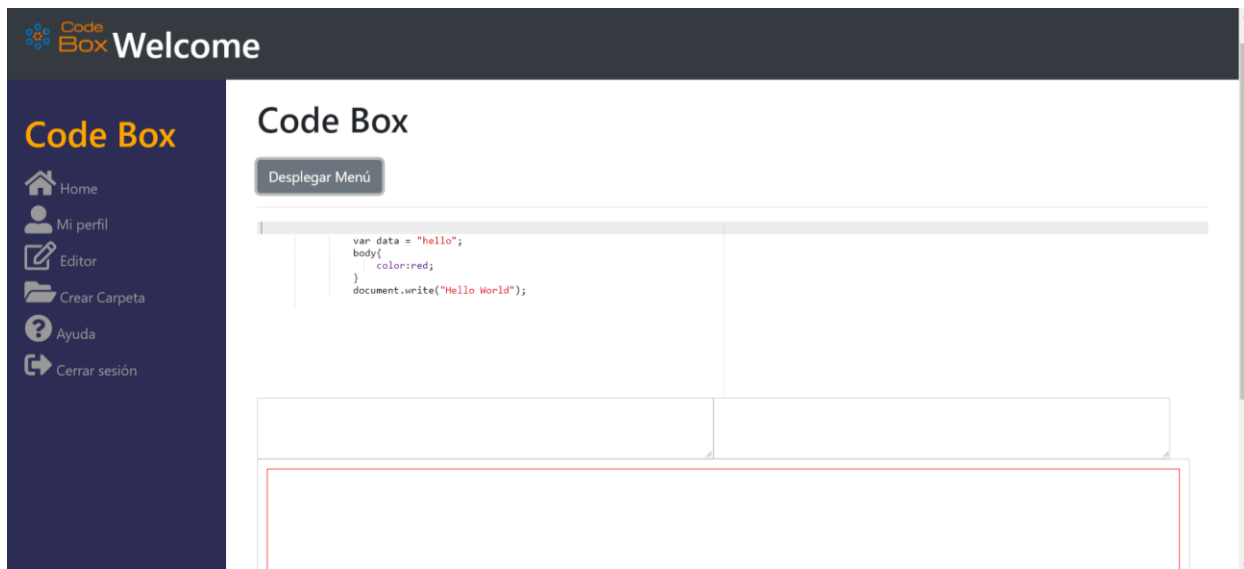 Code
Box Welcome
Code Box
Home
Mi perfil
Editor
Crear Carpeta
Ayuda
Cerrar sesión
Code Box
Desplegar Menú
var data = "hello";
body{
color:red;
}
document.write("Hello World");